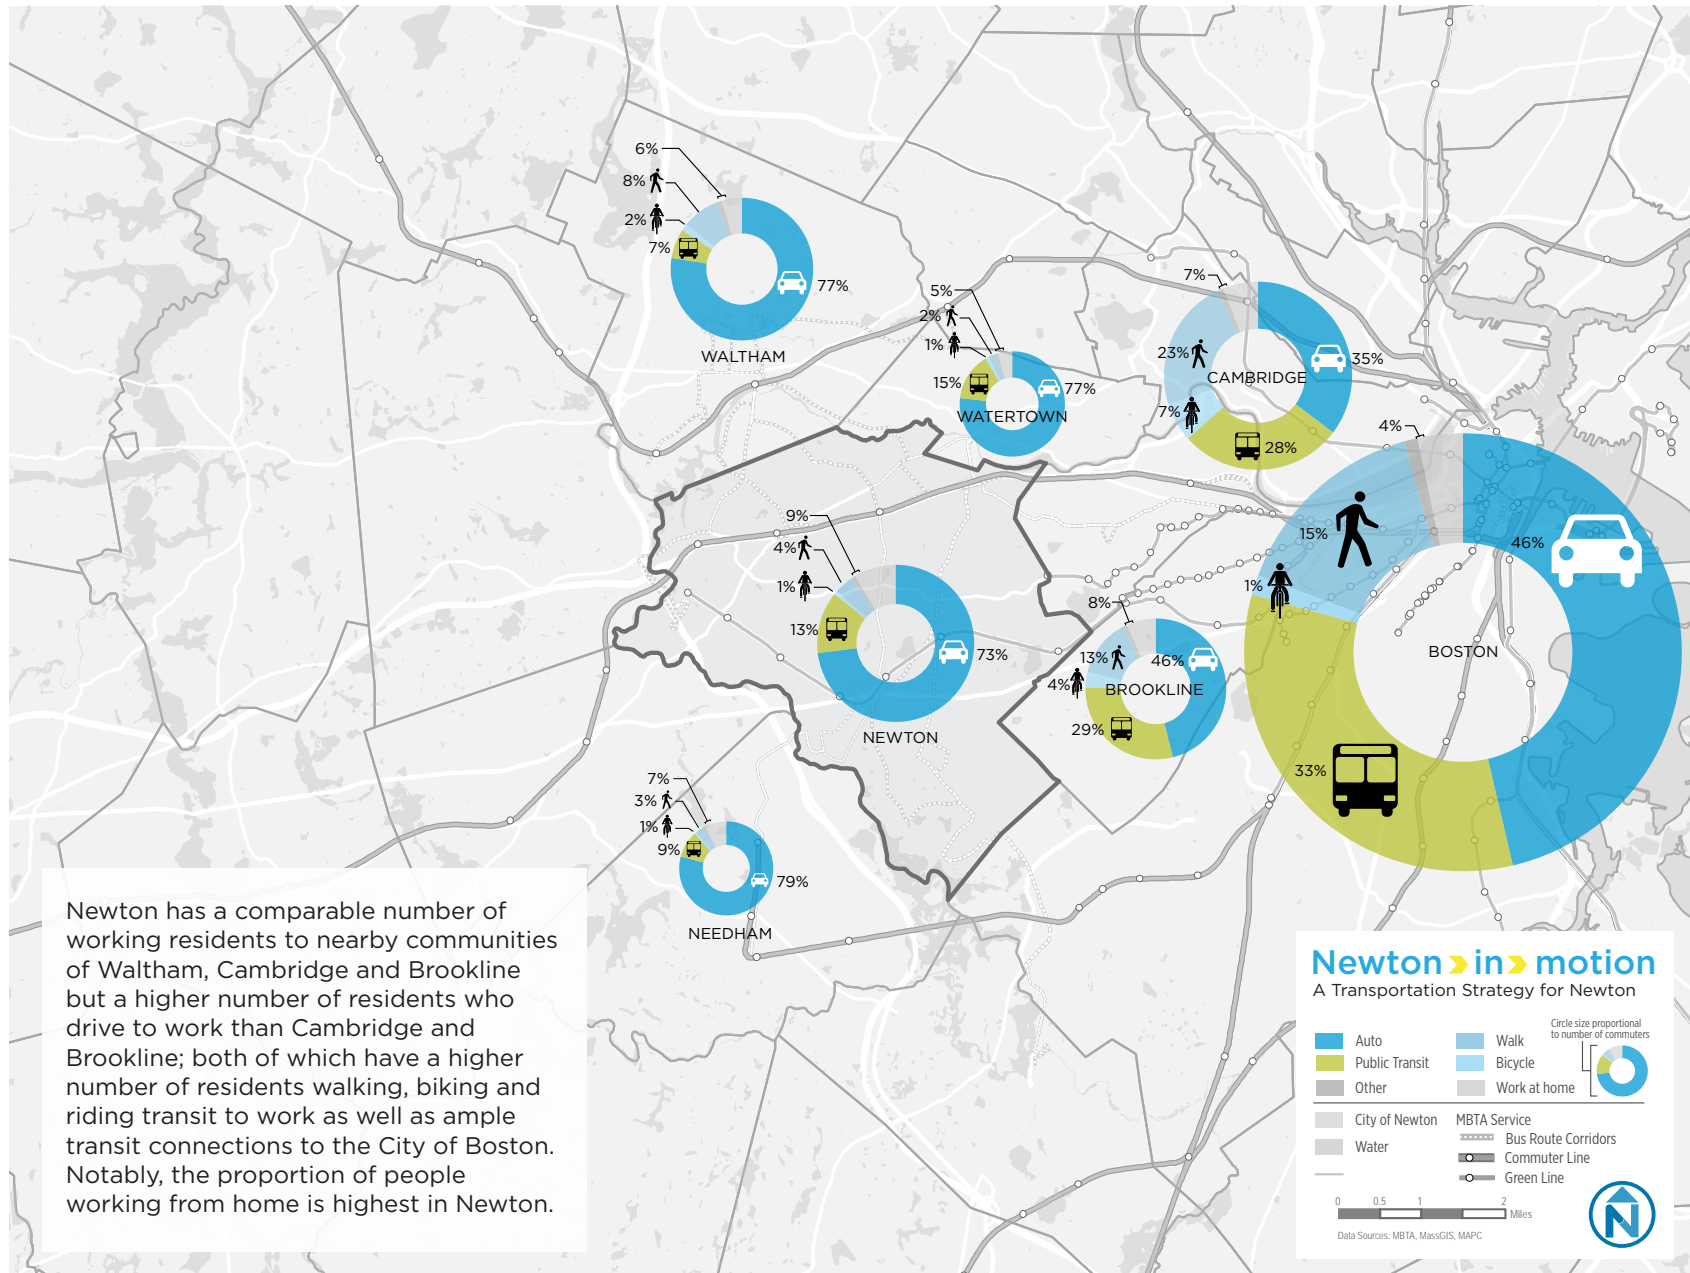 6%
8%
2%
7%
77%
WALTHAM
5%
2%
1%
15%
77%
WATERTOWN
7%
23%
35%
CAMBRIDGE
7%
28%
4%
15%
46%
1%
BOSTON
33%
9%
4%
1%
13%
73%
NEWTON
8%
13%
46%
4%
BROOKLINE
29%
7%
3%
1%
9%
79%
NEEDHAM
Newton has a comparable number of
working residents to nearby communities
of Waltham, Cambridge and Brookline
but a higher number of residents who
drive to work than Cambridge and
Brookline; both of which have a higher
number of residents walking, biking and
riding transit to work as well as ample
transit connections to the City of Boston.
Notably, the proportion of people
working from home is highest in Newton.
Newton in motion
A Transportation Strategy for Newton
Circle size proportional
to number of commuters
Auto
Public Transit
Other
Walk
Bicycle
Work at home
City of Newton
Water
MBTA Service
Bus Route Corridors
Commuter Line
Green Line
0 0.5 1 2
Miles
Data Sources: MBTA, MassGIS, MAPC
N